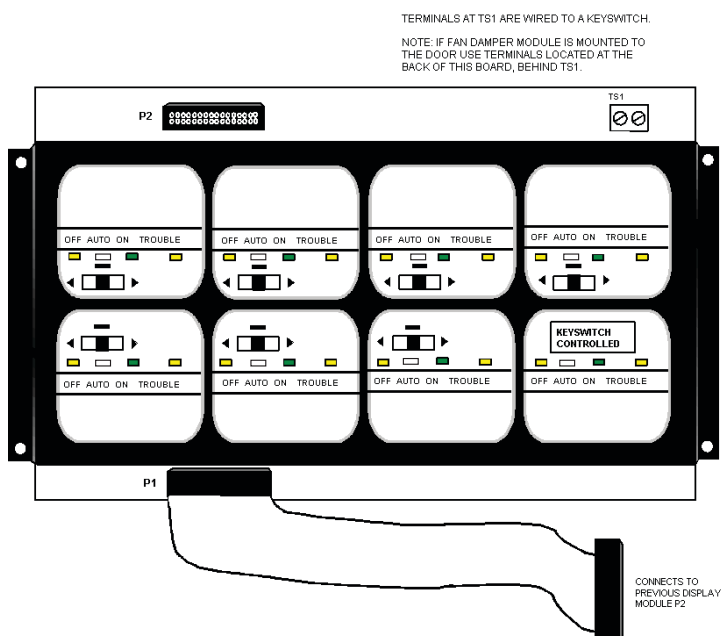 TERMINALS AT TS1 ARE WIRED TO A KEYSWITCH.
NOTE: IF FAN DAMPER MODULE IS MOUNTED TO
THE DOOR USE TERMINALS LOCATED AT THE
BACK OF THIS BOARD, BEHIND TS1.
TS1
P2
OFF AUTO ON TROUBLE
OFF AUTO ON TROUBLE
OFF AUTO ON TROUBLE
OFF AUTO ON TROUBLE
KEYSWITCH
CONTROLLED
OFF AUTO ON TROUBLE
OFF AUTO ON TROUBLE
OFF AUTO ON TROUBLE
OFF AUTO ON TROUBLE
P1
CONNECTS TO
PREVIOUS DISPLAY
MODULE P2